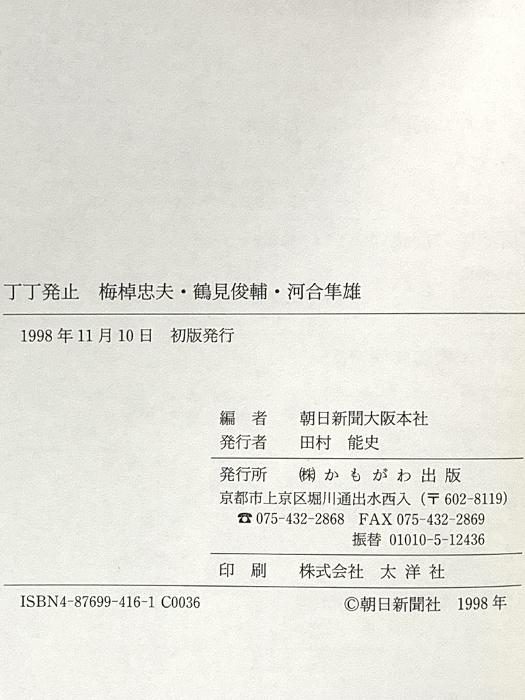 丁丁発止　梅棹忠夫・鶴見俊輔・河合隼雄
1998年11月10日　初版発行
編　者　　朝日新聞大阪本社
発行者　　田村　能史
発行所　　㈱かもがわ出版
京都市上京区堀川通出水西入（〒602-8119）
☎075-432-2868　FAX 075-432-2869
振替　01010-5-12436
印　刷　　株式会社　太洋社
ISBN4-87699-416-1 C0036　　©朝日新聞社　1998年